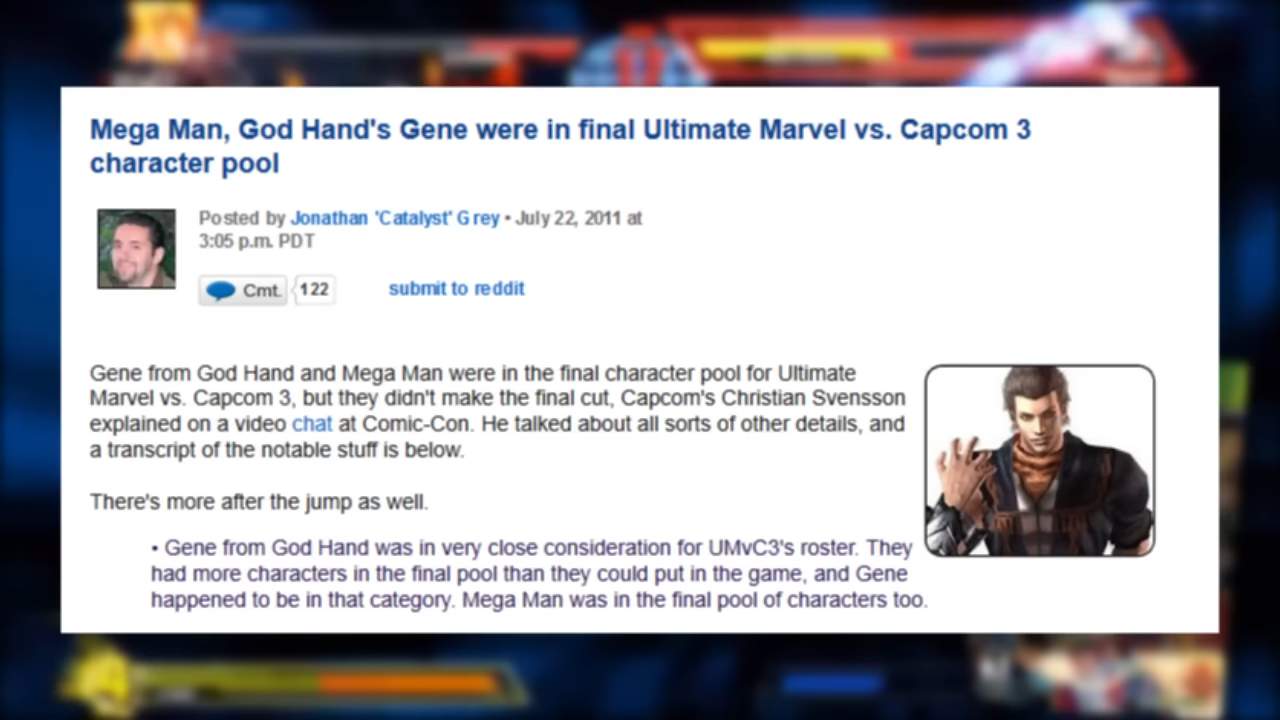 Mega Man, God Hand's Gene were in final Ultimate Marvel vs. Capcom 3
character pool
Posted by Jonathan 'Catalyst' Grey • July 22, 2011 at
3:05 p.m. PDT
Cmt. 122 submit to reddit
Gene from God Hand and Mega Man were in the final character pool for Ultimate
Marvel vs. Capcom 3, but they didn't make the final cut, Capcom's Christian Svensson
explained on a video chat at Comic-Con. He talked about all sorts of other details, and
a transcript of the notable stuff is below.
There's more after the jump as well.
• Gene from God Hand was in very close consideration for UMvC3's roster. They
had more characters in the final pool than they could put in the game, and Gene
happened to be in that category. Mega Man was in the final pool of characters too.